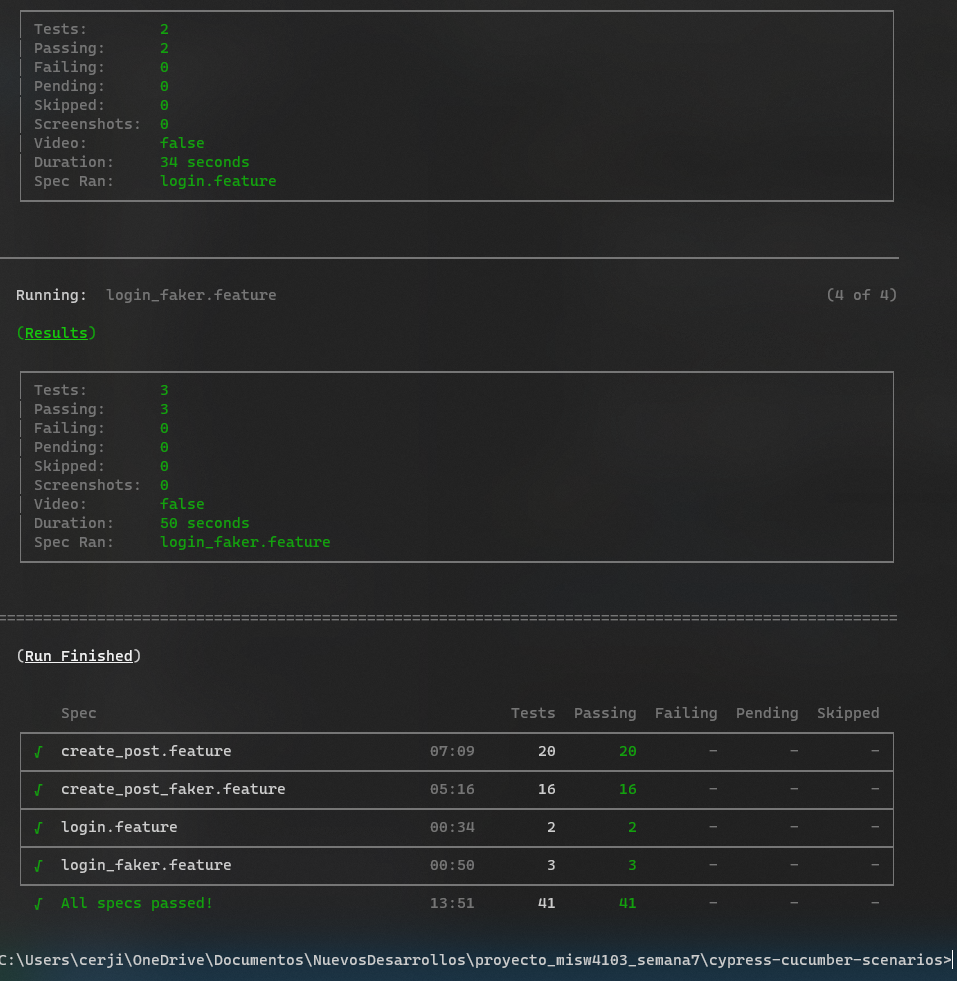 Tests: 2
Passing: 2
Failing: 0
Pending: 0
Skipped: 0
Screenshots: 0
Video: false
Duration: 34 seconds
Spec Ran: login.feature
Running: login_faker.feature (4 of 4)
(Results)
Tests: 3
Passing: 3
Failing: 0
Pending: 0
Skipped: 0
Screenshots: 0
Video: false
Duration: 50 seconds
Spec Ran: login_faker.feature
(Run Finished)
Spec Tests Passing Failing Pending Skipped
√ create_post.feature 07:09 20 20 - - -
√ create_post_faker.feature 05:16 16 16 - - -
√ login.feature 00:34 2 2 - - -
√ login_faker.feature 00:50 3 3 - - -
√ All specs passed! 13:51 41 41 - - -
C:\Users\cerji\OneDrive\Documentos\NuevosDesarrollos\proyecto_misw4103_semana7\cypress-cucumber-scenarios>